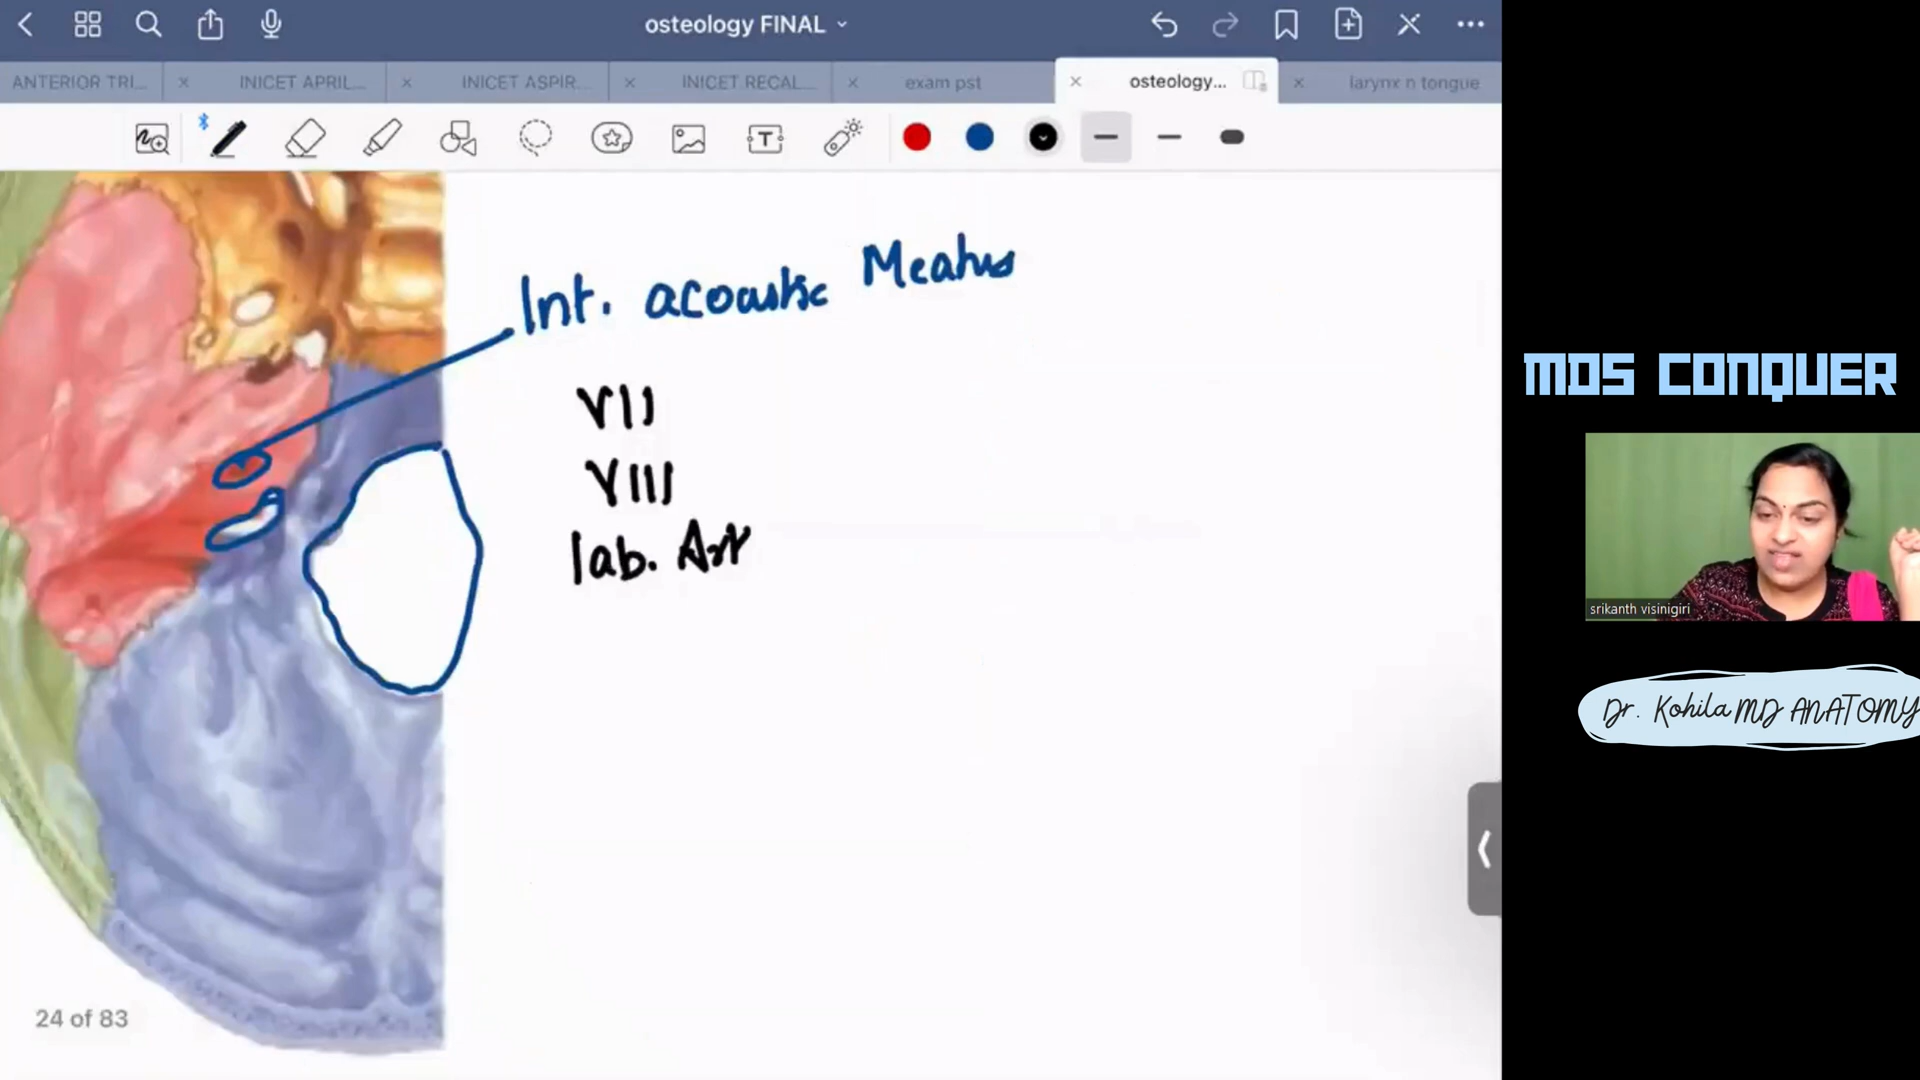 osteology FINAL
ANTERIOR TRI...
INICET APRIL...
INICET ASPIR...
INICET RECAL...
exam pst
osteology...
larynx n tongue
Int. acoustic Meatus
VII
VIII
lab. Art
24 of 83
MDS CONQUER
srikanth visinigiri
Dr. Kohila MD ANATOMY